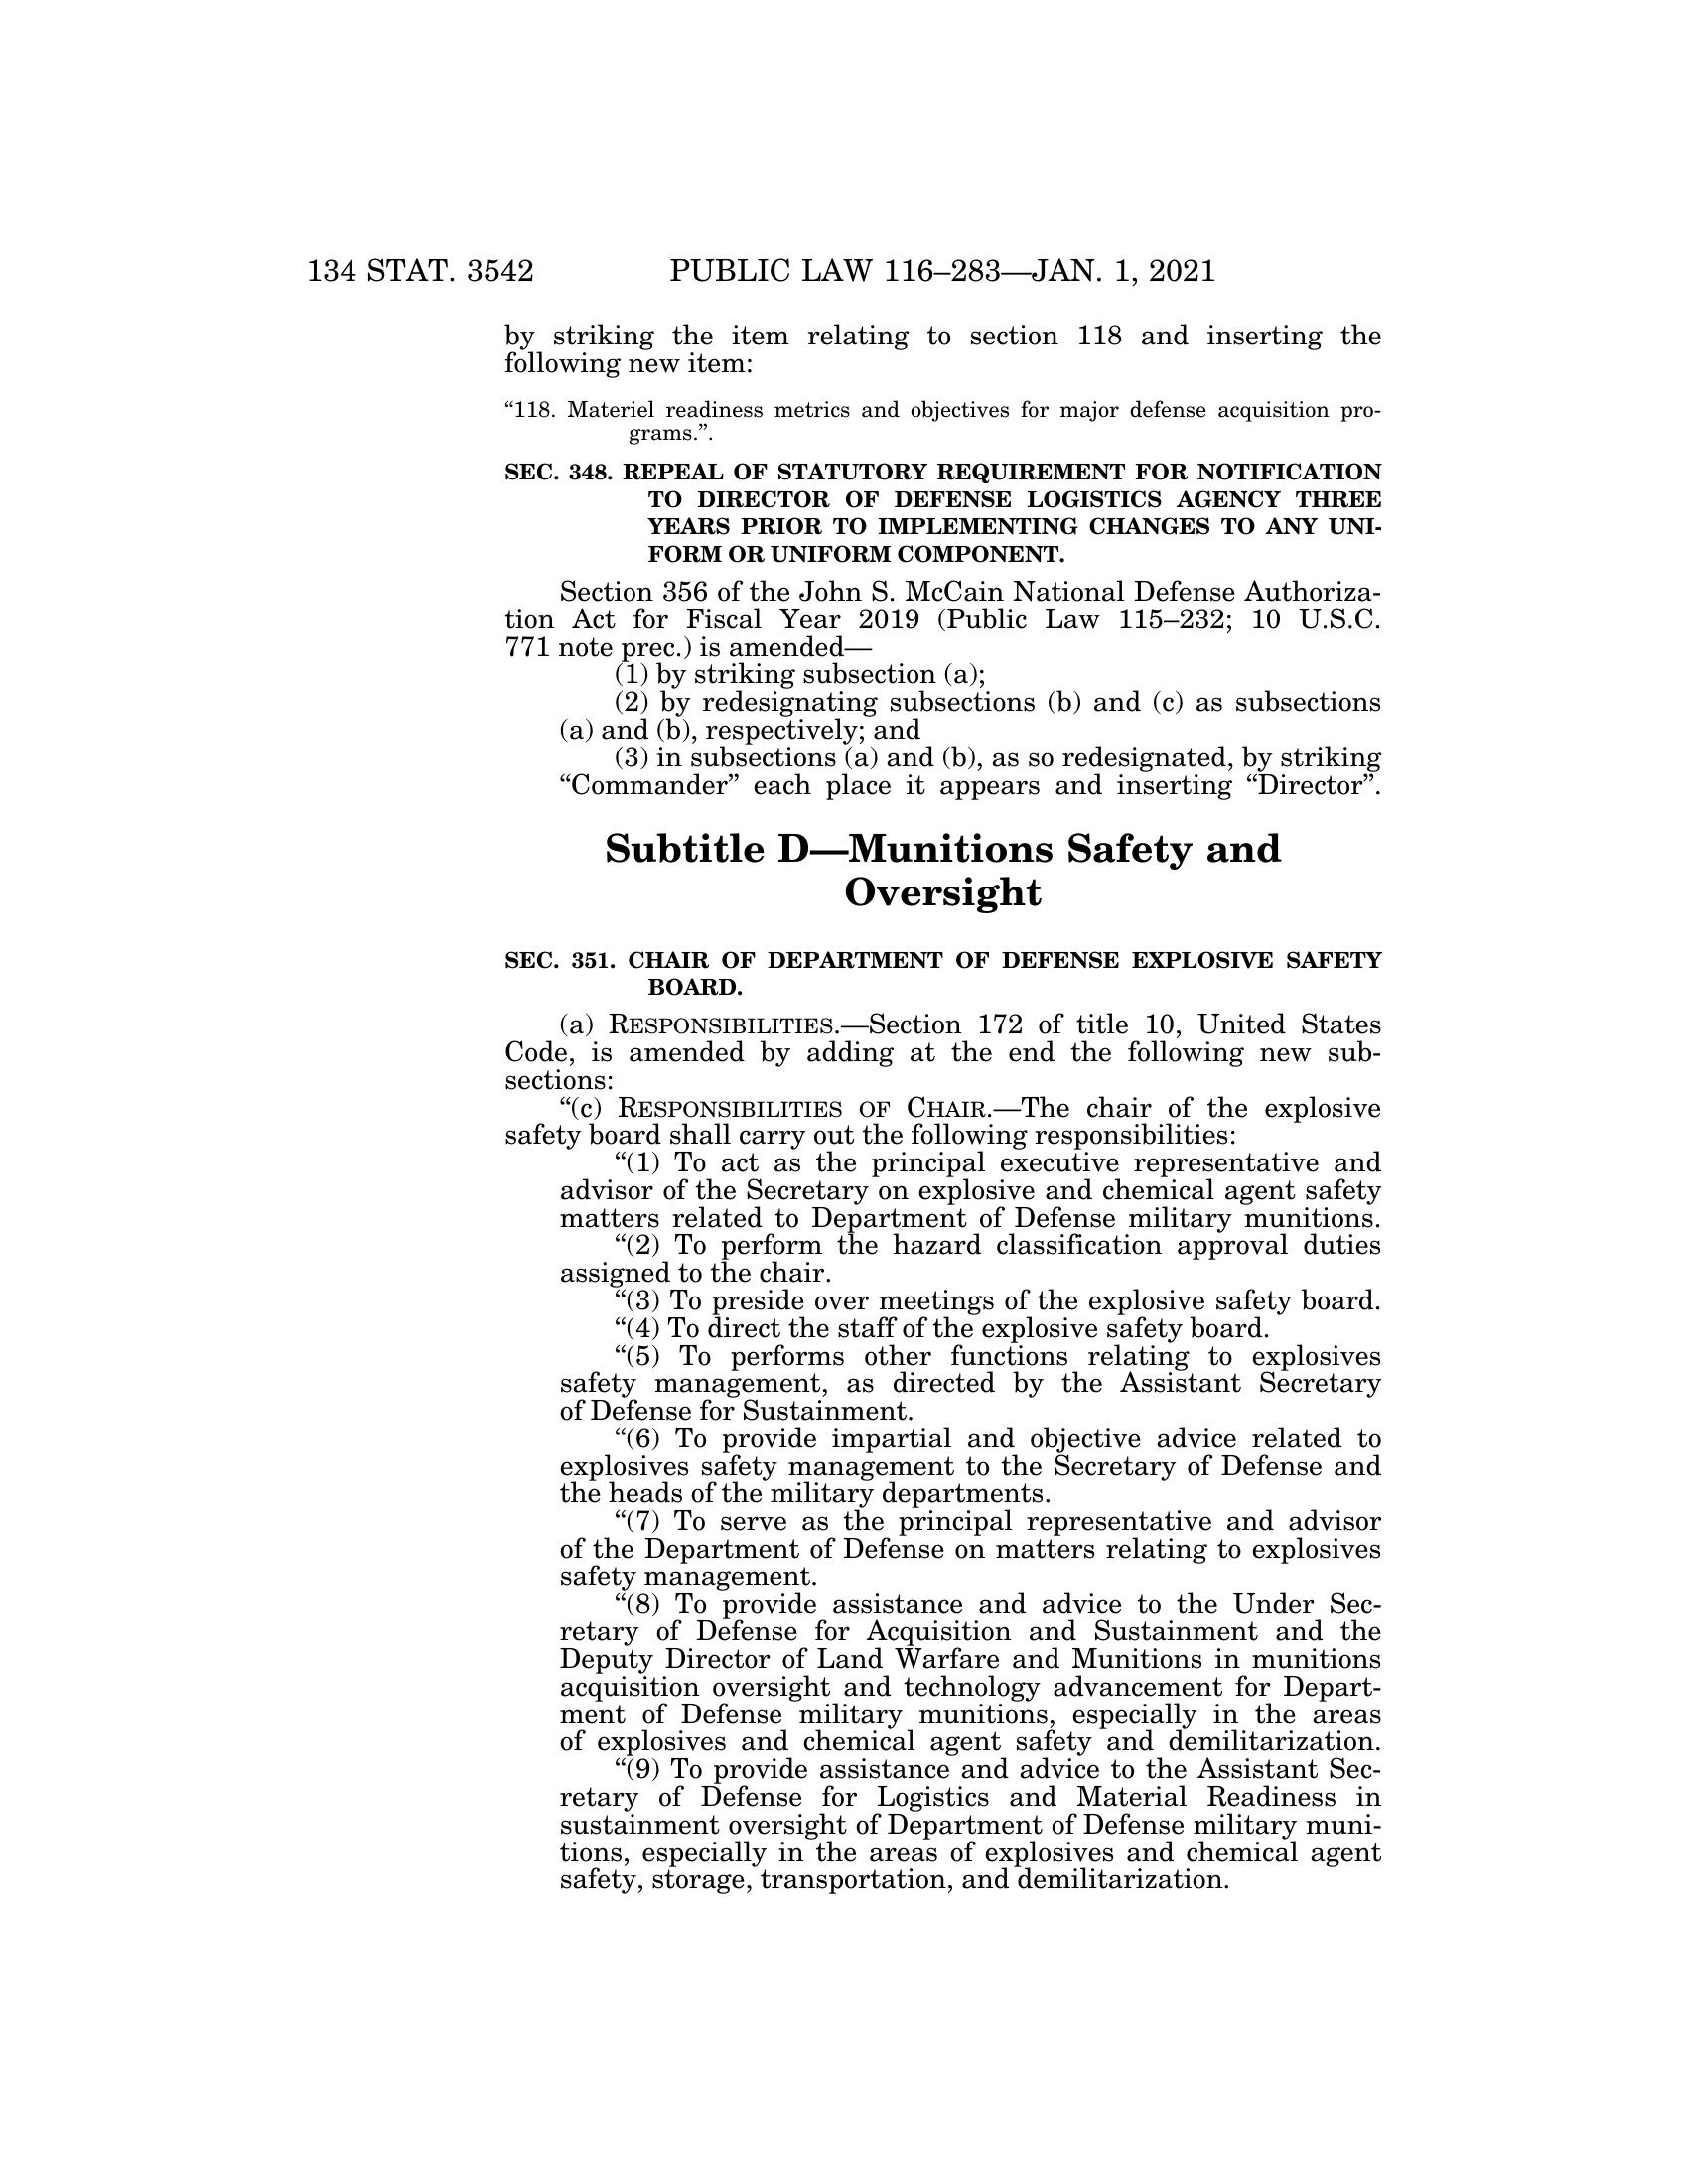 134 STAT. 3542 PUBLIC LAW 116–283—JAN. 1, 2021
by striking the item relating to section 118 and inserting the
following new item:
“118. Materiel readiness metrics and objectives for major defense acquisition pro-
grams.”.
SEC. 348. REPEAL OF STATUTORY REQUIREMENT FOR NOTIFICATION
TO DIRECTOR OF DEFENSE LOGISTICS AGENCY THREE
YEARS PRIOR TO IMPLEMENTING CHANGES TO ANY UNI-
FORM OR UNIFORM COMPONENT.
Section 356 of the John S. McCain National Defense Authoriza-
tion Act for Fiscal Year 2019 (Public Law 115–232; 10 U.S.C.
771 note prec.) is amended—
(1) by striking subsection (a);
(2) by redesignating subsections (b) and (c) as subsections
(a) and (b), respectively; and
(3) in subsections (a) and (b), as so redesignated, by striking
“Commander” each place it appears and inserting “Director”.
Subtitle D—Munitions Safety and
Oversight
SEC. 351. CHAIR OF DEPARTMENT OF DEFENSE EXPLOSIVE SAFETY
BOARD.
(a) RESPONSIBILITIES.—Section 172 of title 10, United States
Code, is amended by adding at the end the following new sub-
sections:
“(c) RESPONSIBILITIES OF CHAIR.—The chair of the explosive
safety board shall carry out the following responsibilities:
“(1) To act as the principal executive representative and
advisor of the Secretary on explosive and chemical agent safety
matters related to Department of Defense military munitions.
“(2) To perform the hazard classification approval duties
assigned to the chair.
“(3) To preside over meetings of the explosive safety board.
“(4) To direct the staff of the explosive safety board.
“(5) To performs other functions relating to explosives
safety management, as directed by the Assistant Secretary
of Defense for Sustainment.
“(6) To provide impartial and objective advice related to
explosives safety management to the Secretary of Defense and
the heads of the military departments.
“(7) To serve as the principal representative and advisor
of the Department of Defense on matters relating to explosives
safety management.
“(8) To provide assistance and advice to the Under Sec-
retary of Defense for Acquisition and Sustainment and the
Deputy Director of Land Warfare and Munitions in munitions
acquisition oversight and technology advancement for Depart-
ment of Defense military munitions, especially in the areas
of explosives and chemical agent safety and demilitarization.
“(9) To provide assistance and advice to the Assistant Sec-
retary of Defense for Logistics and Material Readiness in
sustainment oversight of Department of Defense military muni-
tions, especially in the areas of explosives and chemical agent
safety, storage, transportation, and demilitarization.